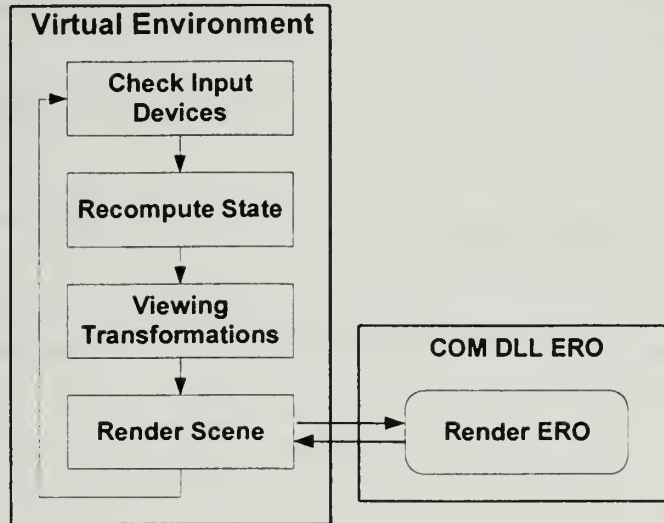 Virtual Environment
Check Input
Devices
Recompute State
Viewing
Transformations
Render Scene
COM DLL ERO
Render ERO